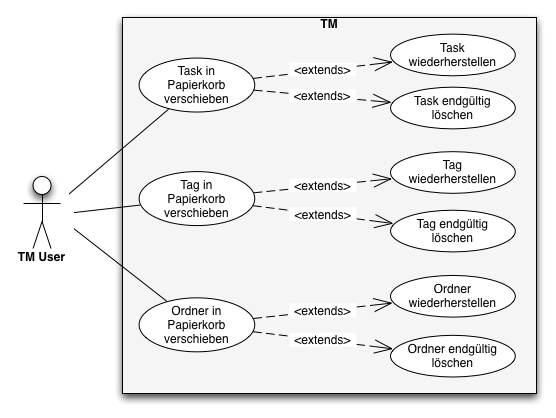 TM
Task in
Papierkorb
verschieben
<extends>
<extends>
Task
wiederherstellen
Task endgültig
löschen
TM User
Tag in
Papierkorb
verschieben
<extends>
<extends>
Tag
wiederherstellen
Tag endgültig
löschen
Ordner in
Papierkorb
verschieben
<extends>
<extends>
Ordner
wiederherstellen
Ordner endgültig
löschen